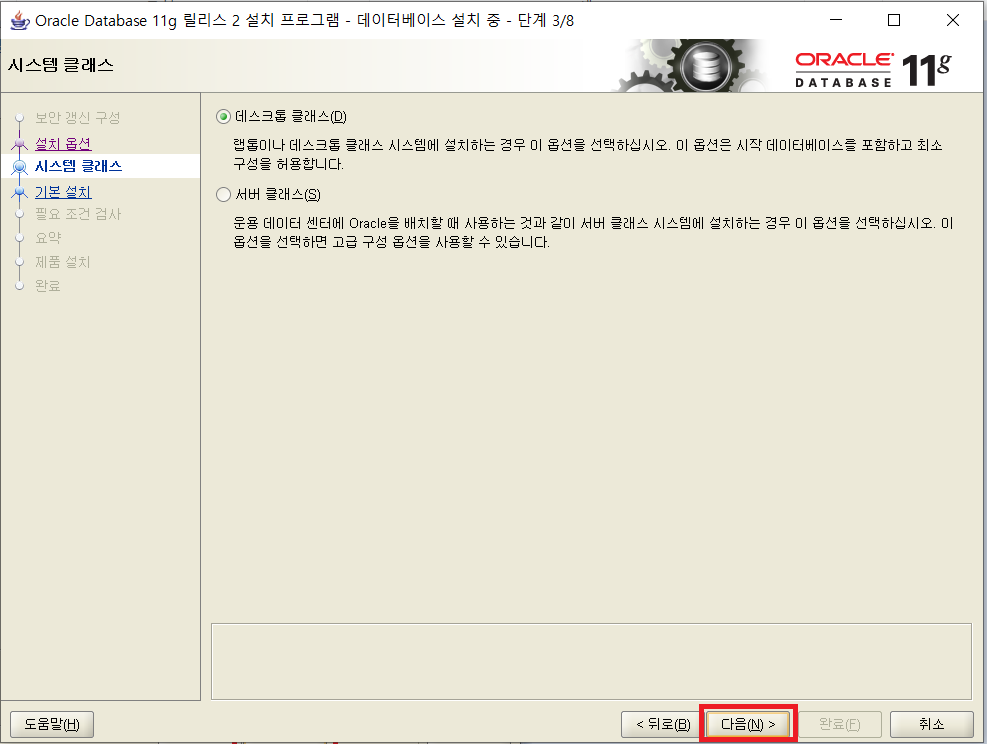 Oracle Database 11g 릴리스 2 설치 프로그램 - 데이터베이스 설치 중 - 단계 3/8
시스템 클래스
ORACLE
DATABASE
11g
보안 갱신 구성
설치 옵션
시스템 클래스
기본 설치
필요 조건 검사
요약
제품 설치
완료
데스크톱 클래스(D)
랩톱이나 데스크톱 클래스 시스템에 설치하는 경우 이 옵션을 선택하십시오. 이 옵션은 시작 데이터베이스를 포함하고 최소
구성을 허용합니다.
서버 클래스(S)
운용 데이터 센터에 Oracle을 배치할 때 사용하는 것과 같이 서버 클래스 시스템에 설치하는 경우 이 옵션을 선택하십시오. 이
옵션을 선택하면 고급 구성 옵션을 사용할 수 있습니다.
도움말(H)
< 뒤로(B)
다음(N) >
완료(F)
취소